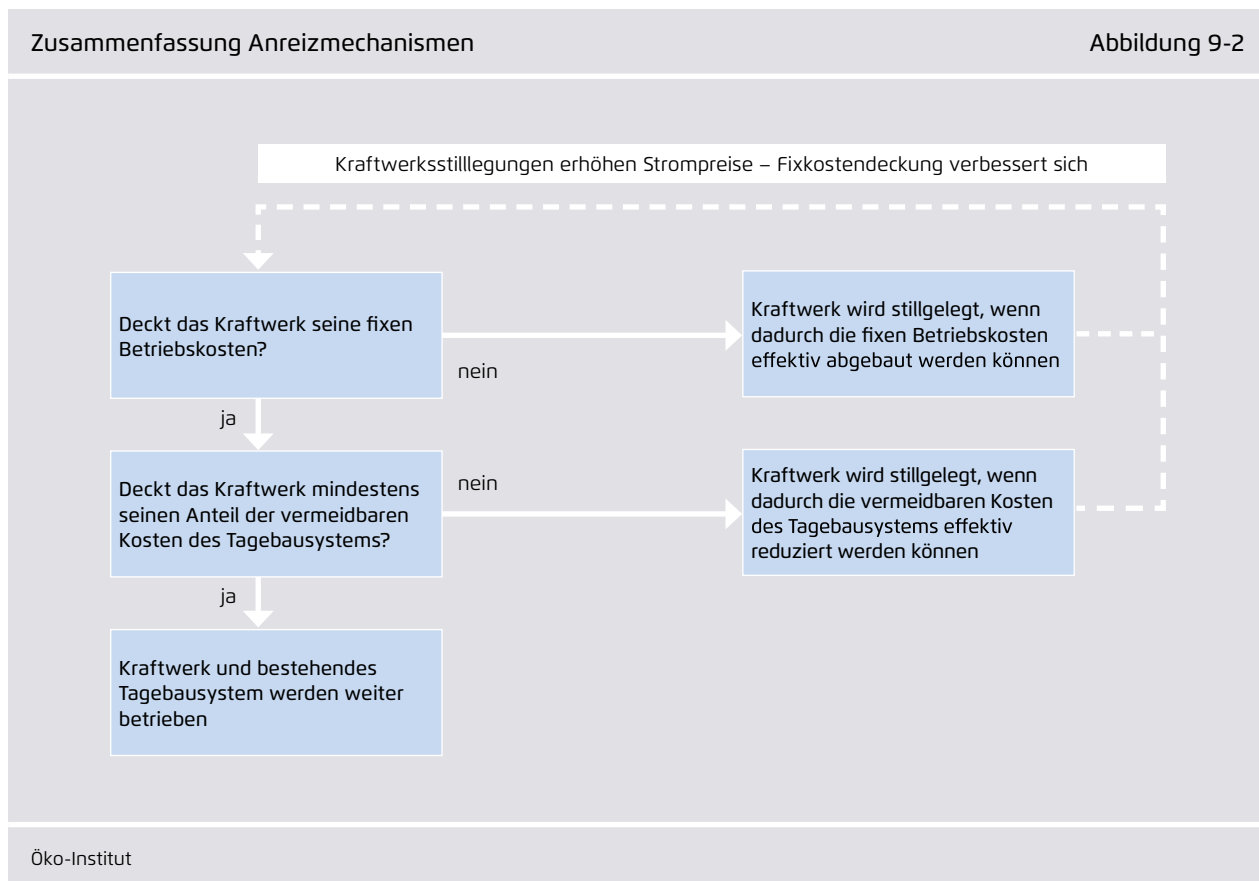 Zusammenfassung Anreizmechanismen
Abbildung 9-2
Kraftwerksstilllegungen erhöhen Strompreise – Fixkostendeckung verbessert sich
Deckt das Kraftwerk seine fixen
Betriebskosten?
nein
Kraftwerk wird stillgelegt, wenn
dadurch die fixen Betriebskosten
effektiv abgebaut werden können
ja
Deckt das Kraftwerk mindestens
seinen Anteil der vermeidbaren
Kosten des Tagebausystems?
nein
Kraftwerk wird stillgelegt, wenn
dadurch die vermeidbaren Kosten
des Tagebausystems effektiv
reduziert werden können
ja
Kraftwerk und bestehendes
Tagebausystem werden weiter
betrieben
Öko-Institut